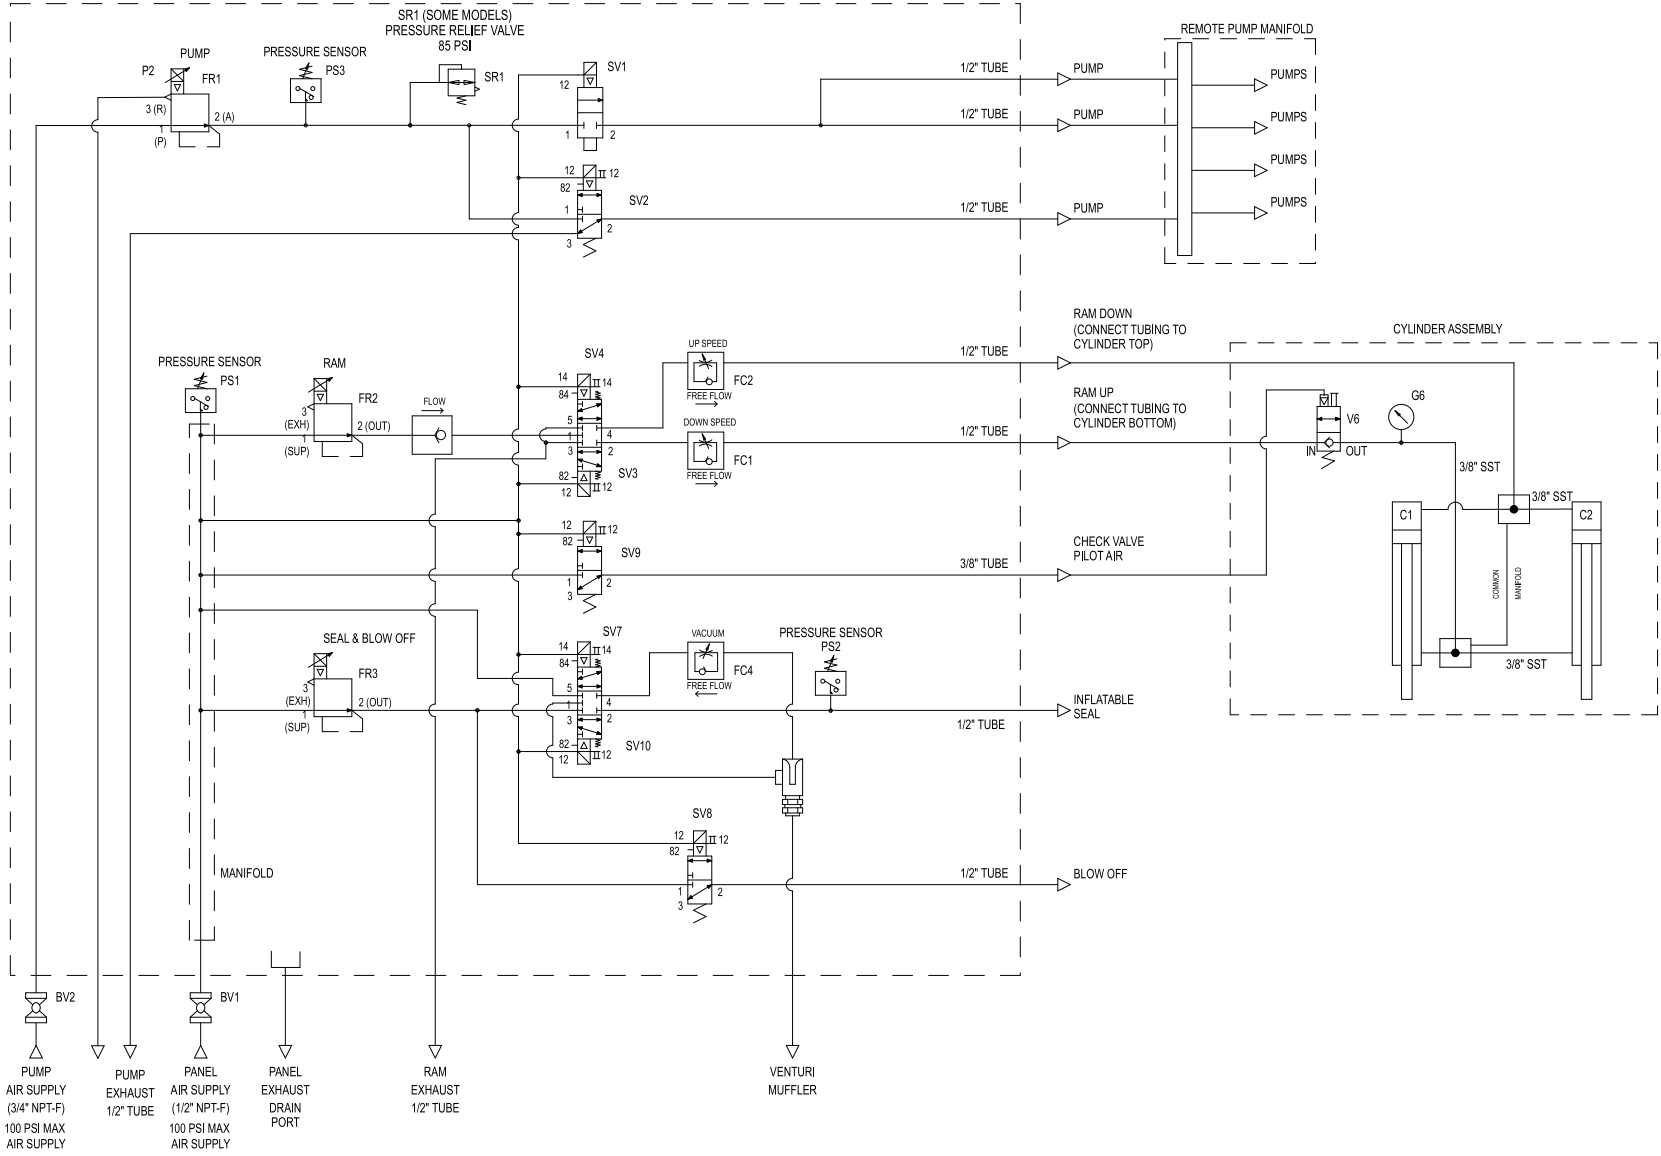 SR1 (SOME MODELS)
PRESSURE RELIEF VALVE
85 PSI
PUMP
P2
FR1
3 (R)
2 (A)
1
(P)
PRESSURE SENSOR
PS3
SR1
SV1
12
1
2
1/2" TUBE
PUMP
1/2" TUBE
PUMP
REMOTE PUMP MANIFOLD
PUMPS
PUMPS
PUMPS
PUMPS
12
12
82
SV2
1
2
3
1/2" TUBE
PUMP
PRESSURE SENSOR
PS1
RAM
FR2
3
(EXH)
2 (OUT)
1
(SUP)
FLOW
SV4
14
14
84
5
1
4
3
2
SV3
82
12
12
UP SPEED
FC2
FREE FLOW
DOWN SPEED
FC1
FREE FLOW
1/2" TUBE
RAM DOWN
(CONNECT TUBING TO
CYLINDER TOP)
1/2" TUBE
RAM UP
(CONNECT TUBING TO
CYLINDER BOTTOM)
CYLINDER ASSEMBLY
G6
V6
IN
OUT
3/8" SST
3/8" SST
C1
C2
COMMON
MANIFOLD
3/8" SST
12
12
82
SV9
1
2
3
3/8" TUBE
CHECK VALVE
PILOT AIR
SEAL & BLOW OFF
FR3
3
(EXH)
2 (OUT)
1
(SUP)
SV7
14
14
84
5
1
4
3
2
SV10
82
12
12
VACUUM
FC4
FREE FLOW
PRESSURE SENSOR
PS2
1/2" TUBE
INFLATABLE
SEAL
SV8
12
12
82
1
2
3
1/2" TUBE
BLOW OFF
MANIFOLD
BV2
BV1
PUMP
AIR SUPPLY
(3/4" NPT-F)
100 PSI MAX
AIR SUPPLY
PUMP
EXHAUST
1/2" TUBE
PANEL
AIR SUPPLY
(1/2" NPT-F)
100 PSI MAX
AIR SUPPLY
PANEL
EXHAUST
DRAIN
PORT
RAM
EXHAUST
1/2" TUBE
VENTURI
MUFFLER